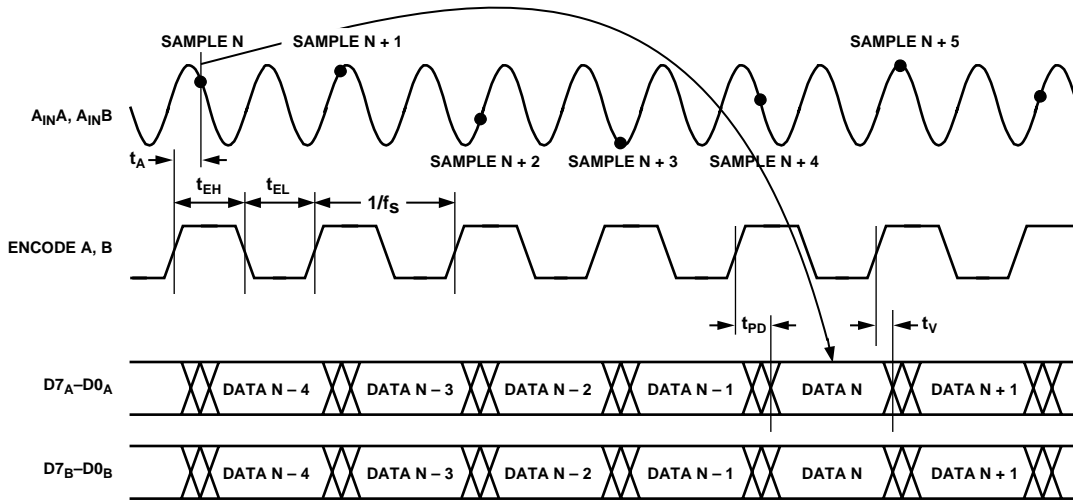 SAMPLE N SAMPLE N + 1 SAMPLE N + 5
AINA, AINB
SAMPLE N + 2 SAMPLE N + 3 SAMPLE N + 4
tA
tEH tEL 1/fS
ENCODE A, B
tPD tV
D7A–D0A DATA N – 4 DATA N – 3 DATA N – 2 DATA N – 1 DATA N DATA N + 1
D7B–D0B DATA N – 4 DATA N – 3 DATA N – 2 DATA N – 1 DATA N DATA N + 1